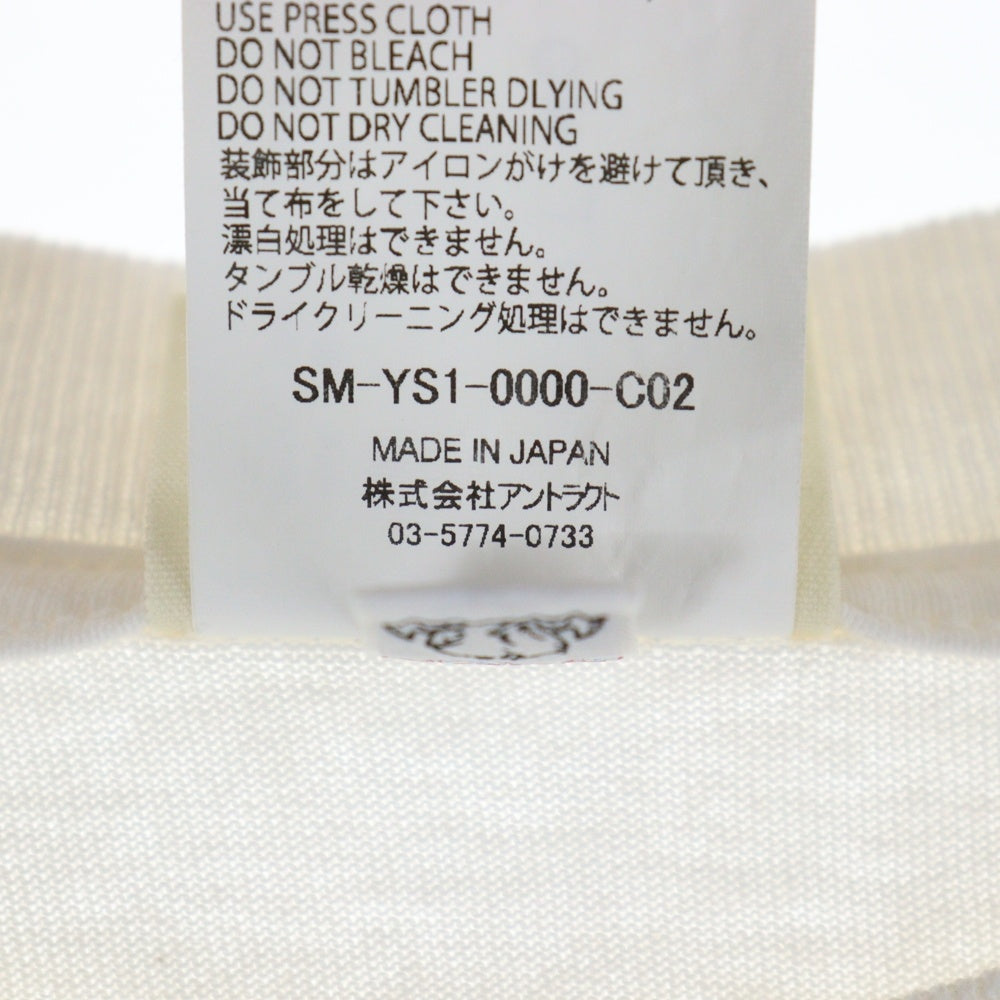 USE PRESS CLOTH
DO NOT BLEACH
DO NOT TUMBLER DLYING
DO NOT DRY CLEANING
装飾部分はアイロンがけを避けて頂き、
当て布をして下さい。
漂白処理はできません。
タンブル乾燥はできません。
ドライクリーニング処理はできません。
SM-YS1-0000-C02
MADE IN JAPAN
株式会社アントラクト
03-5774-0733